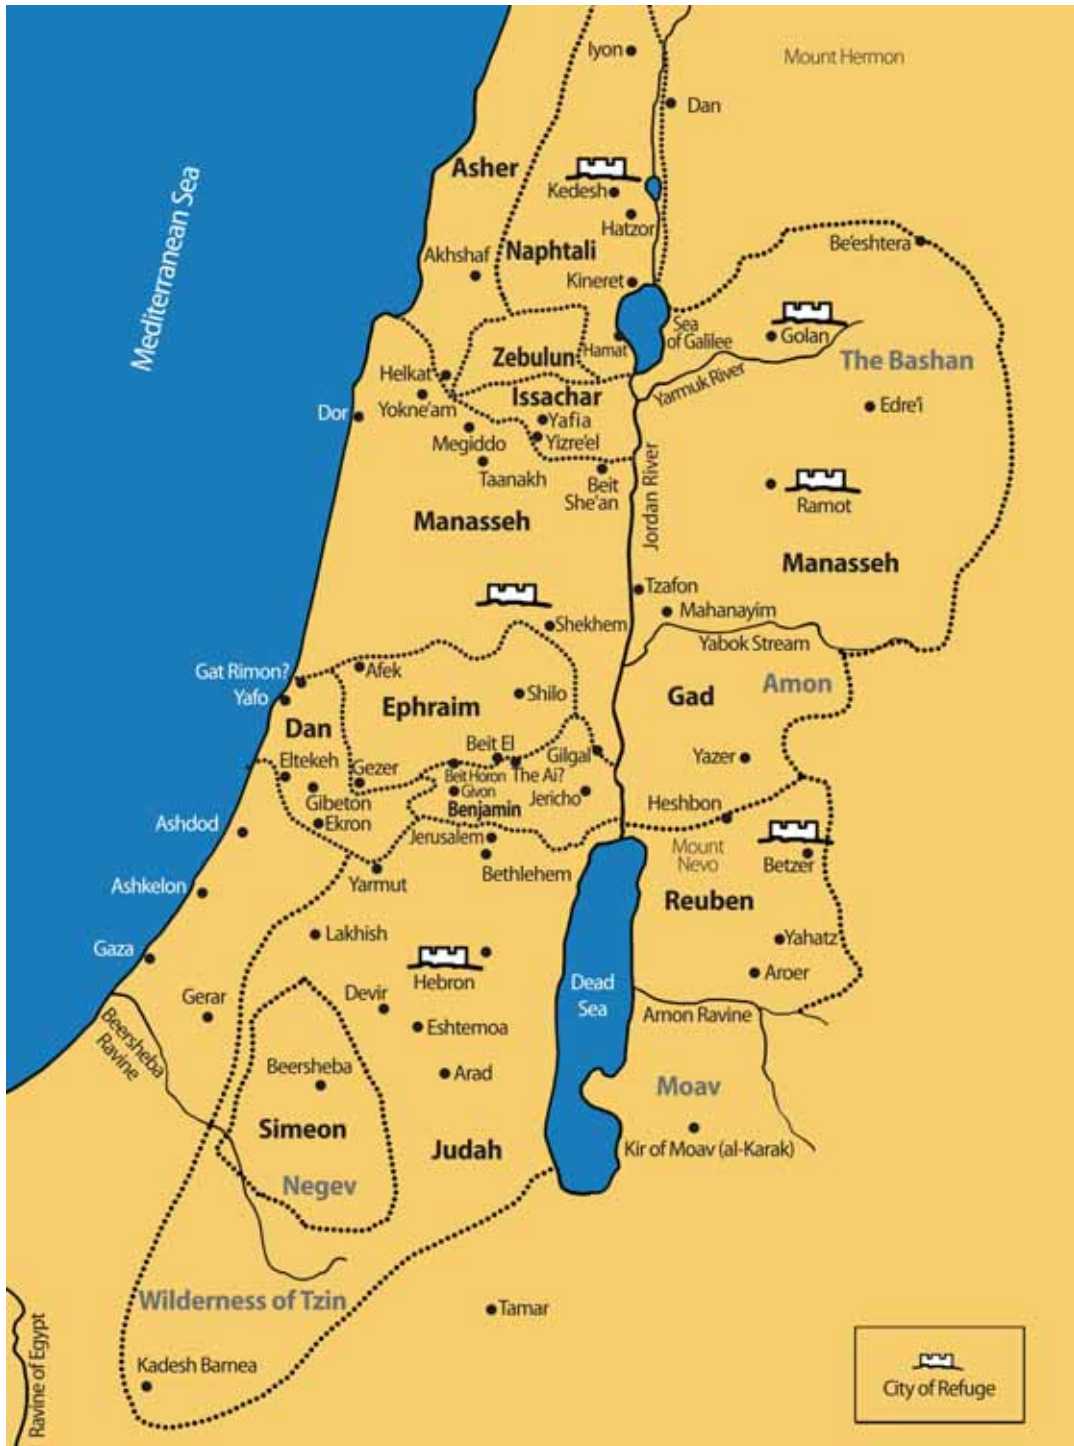 Iyon
Mount Hermon
Dan
Asher
Kedesh
Mediterranean Sea
Hatzor
Naphtali
Be'eshtera
Akhshaf
Kineret
Sea
of Galilee
Golan
Hamat
Zebulun
The Bashan
Helkat
Yarmuk River
Issachar
Yokne'am
Dor
Yafia
Edre'i
Megiddo
Yizre'el
Taanakh
Beit
She'an
Jordan River
Ramot
Manasseh
Manasseh
Tzafon
Mahanayim
Shekhem
Yabok Stream
Gat Rimon?
Afek
Yafo
Ephraim
Shilo
Gad
Amon
Dan
Beit El
Gilgal
Yazer
Eltekeh
Gezer
Beit Horon
The Ai?
Givon
Jericho
Gibeton
Benjamin
Heshbon
Ekron
Ashdod
Jerusalem
Mount
Nevo
Betzer
Yarmut
Bethlehem
Ashkelon
Reuben
Lakhish
Yahatz
Gaza
Hebron
Aroer
Dead
Sea
Gerar
Devir
Arnon Ravine
Beersheba
Ravine
Eshtemoa
Beersheba
Arad
Moav
Simeon
Judah
Kir of Moav (al-Karak)
Negev
Wilderness of Tzin
Tamar
Ravine of Egypt
Kadesh Barnea
City of Refuge